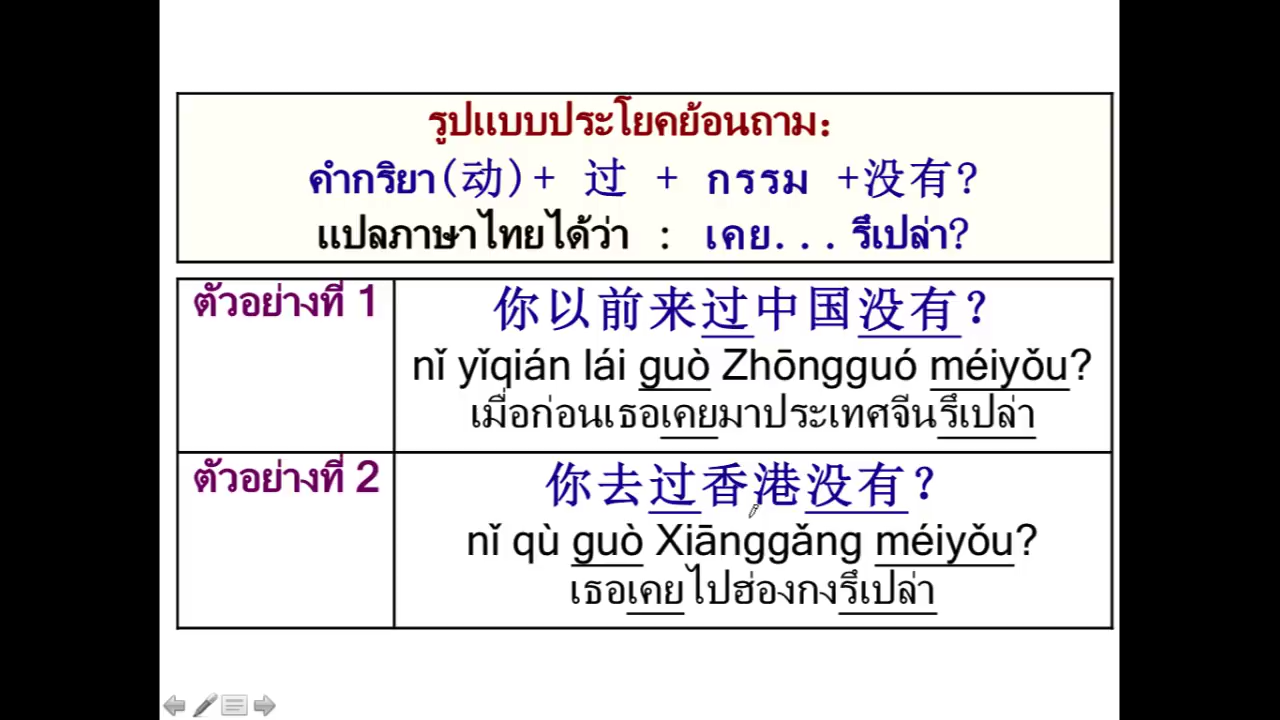 รูปแบบประโยคย้อนถาม:
คำกริยา(动)+ 过 + กรรม +没有?
แปลภาษาไทยได้ว่า : เคย... รึเปล่า?
ตัวอย่างที่ 1
你以前来过中国没有？
nǐ yǐqián lái guò Zhōngguó méiyǒu?
เมื่อก่อนเธอเคยมาประเทศจีนรึเปล่า
ตัวอย่างที่ 2
你去过香港没有？
nǐ qù guò Xiānggǎng méiyǒu?
เธอเคยไปฮ่องกงรึเปล่า